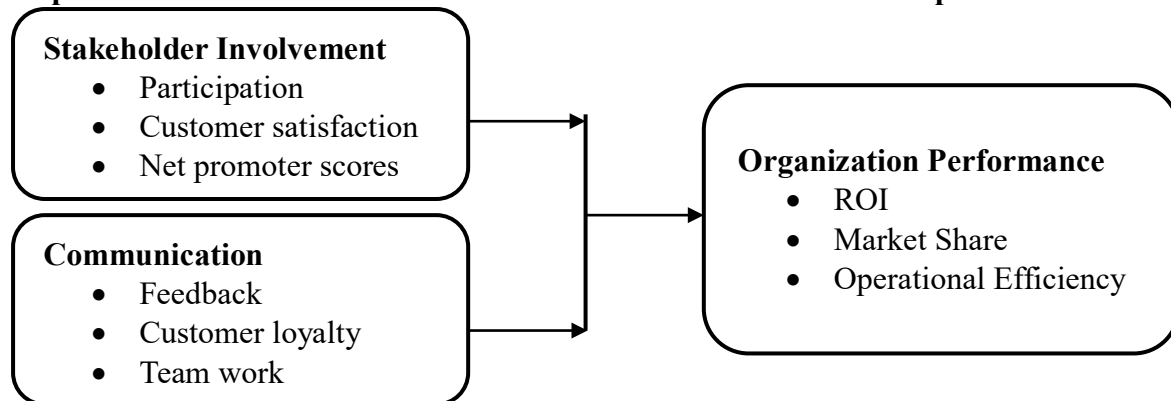 Stakeholder Involvement
• Participation
• Customer satisfaction
• Net promoter scores
Communication
• Feedback
• Customer loyalty
• Team work
Organization Performance
• ROI
• Market Share
• Operational Efficiency